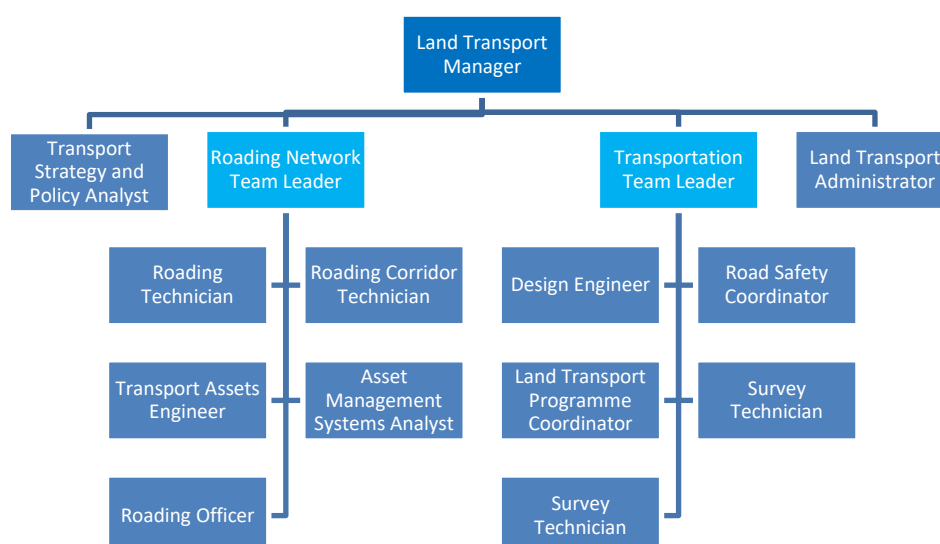 Land Transport
Manager
Transport
Strategy and
Policy Analyst
Roading Network
Team Leader
Transportation
Team Leader
Land Transport
Administrator
Roading
Technician
Roading Corridor
Technician
Design Engineer
Road Safety
Coordinator
Transport Assets
Engineer
Asset
Management
Systems Analyst
Land Transport
Programme
Coordinator
Survey
Technician
Roading Officer
Survey
Technician